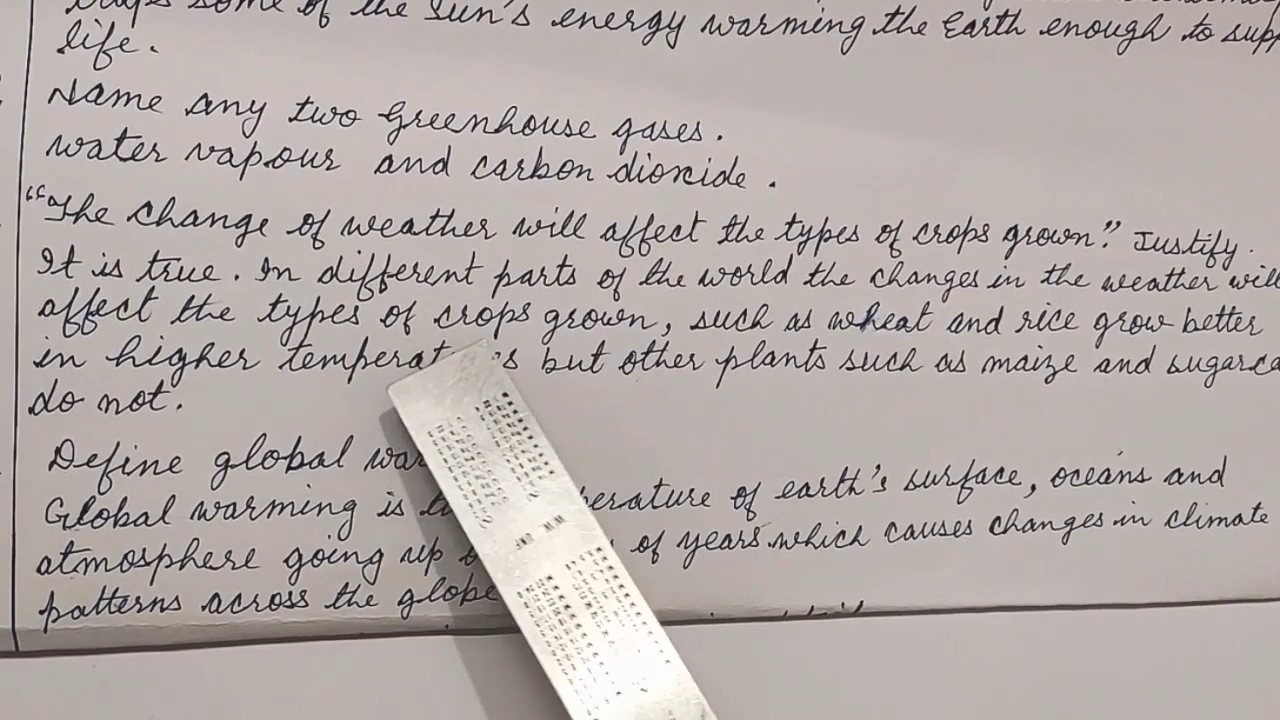 some of the Sun's energy warming the Earth enough to
life.
Name any two Greenhouse gases.
water vapour and carbon dioxide.
"The change of weather will affect the types of crops grown." Justify.
It is true. In different parts of the world the changes in the weather will
affect the types of crops grown, such as wheat and rice grow better
in higher but other plants such as maize and
do not.
Define global
Global warming is of earth's surface, oceans and
atmosphere going up of years which causes changes in climate
patterns across the globe